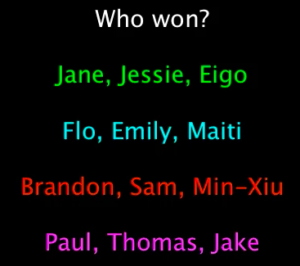 Who won?
Jane, Jessie, Eigo
Flo, Emily, Maiti
Brandon, Sam, Min-Xiu
Paul, Thomas, Jake